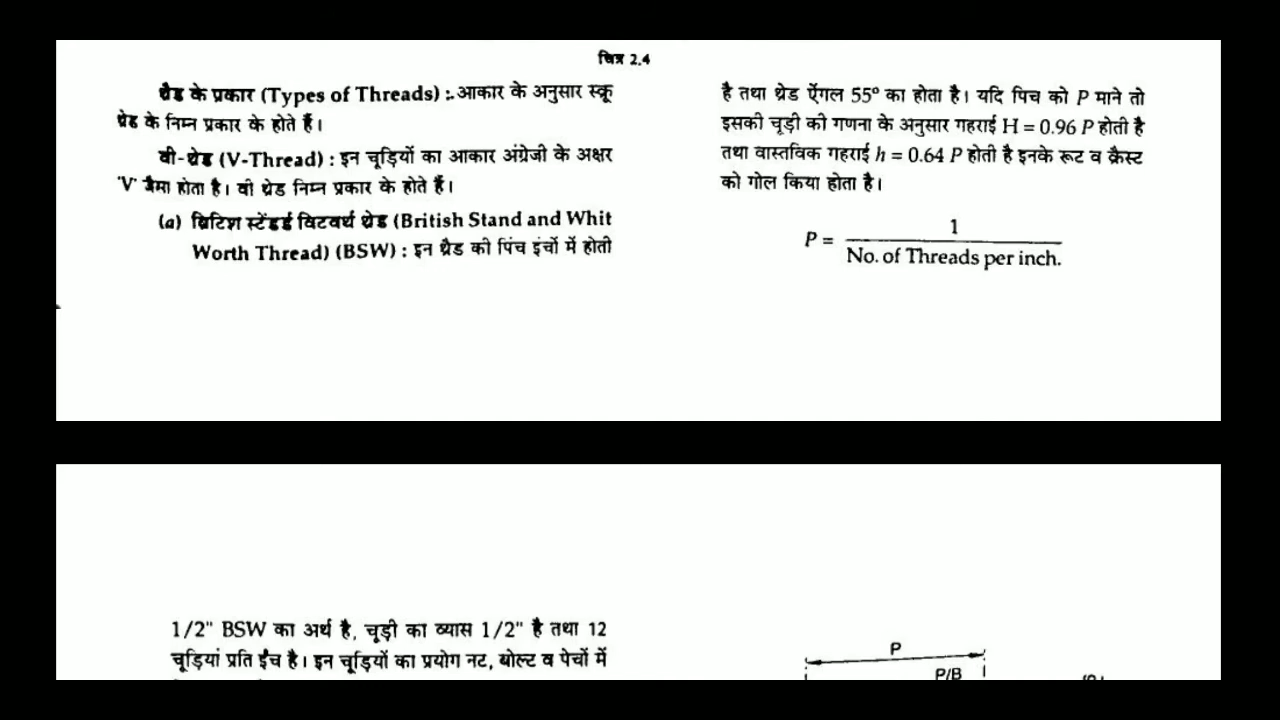 चित्र 2.4
थ्रैड के प्रकार (Types of Threads) :- आकार के अनुसार स्क्रू
थ्रेड के निम्न प्रकार के होते हैं।
वी-थ्रेड (V-Thread) : इन चूड़ियों का आकार अंग्रेजी के अक्षर
'V' जैसा होता है। वी थ्रेड निम्न प्रकार के होते हैं।
(a) ब्रिटिश स्टेंडर्ड विटवर्थ थ्रेड (British Stand and Whit
Worth Thread) (BSW) : इन थ्रैड की पिंच इंचों में होती
है तथा थ्रेड ऐंगल 55° का होता है। यदि पिच को P माने तो
इसकी चूड़ी की गणना के अनुसार गहराई H = 0.96 P होती है
तथा वास्तविक गहराई h = 0.64 P होती है इनके रूट व क्रैस्ट
को गोल किया होता है।
P = 1
No. of Threads per inch.
1/2" BSW का अर्थ है, चूड़ी का व्यास 1/2" है तथा 12
चूड़ियां प्रति ईंच है। इन चूड़ियों का प्रयोग नट, बोल्ट व पेचों में
P
P/B